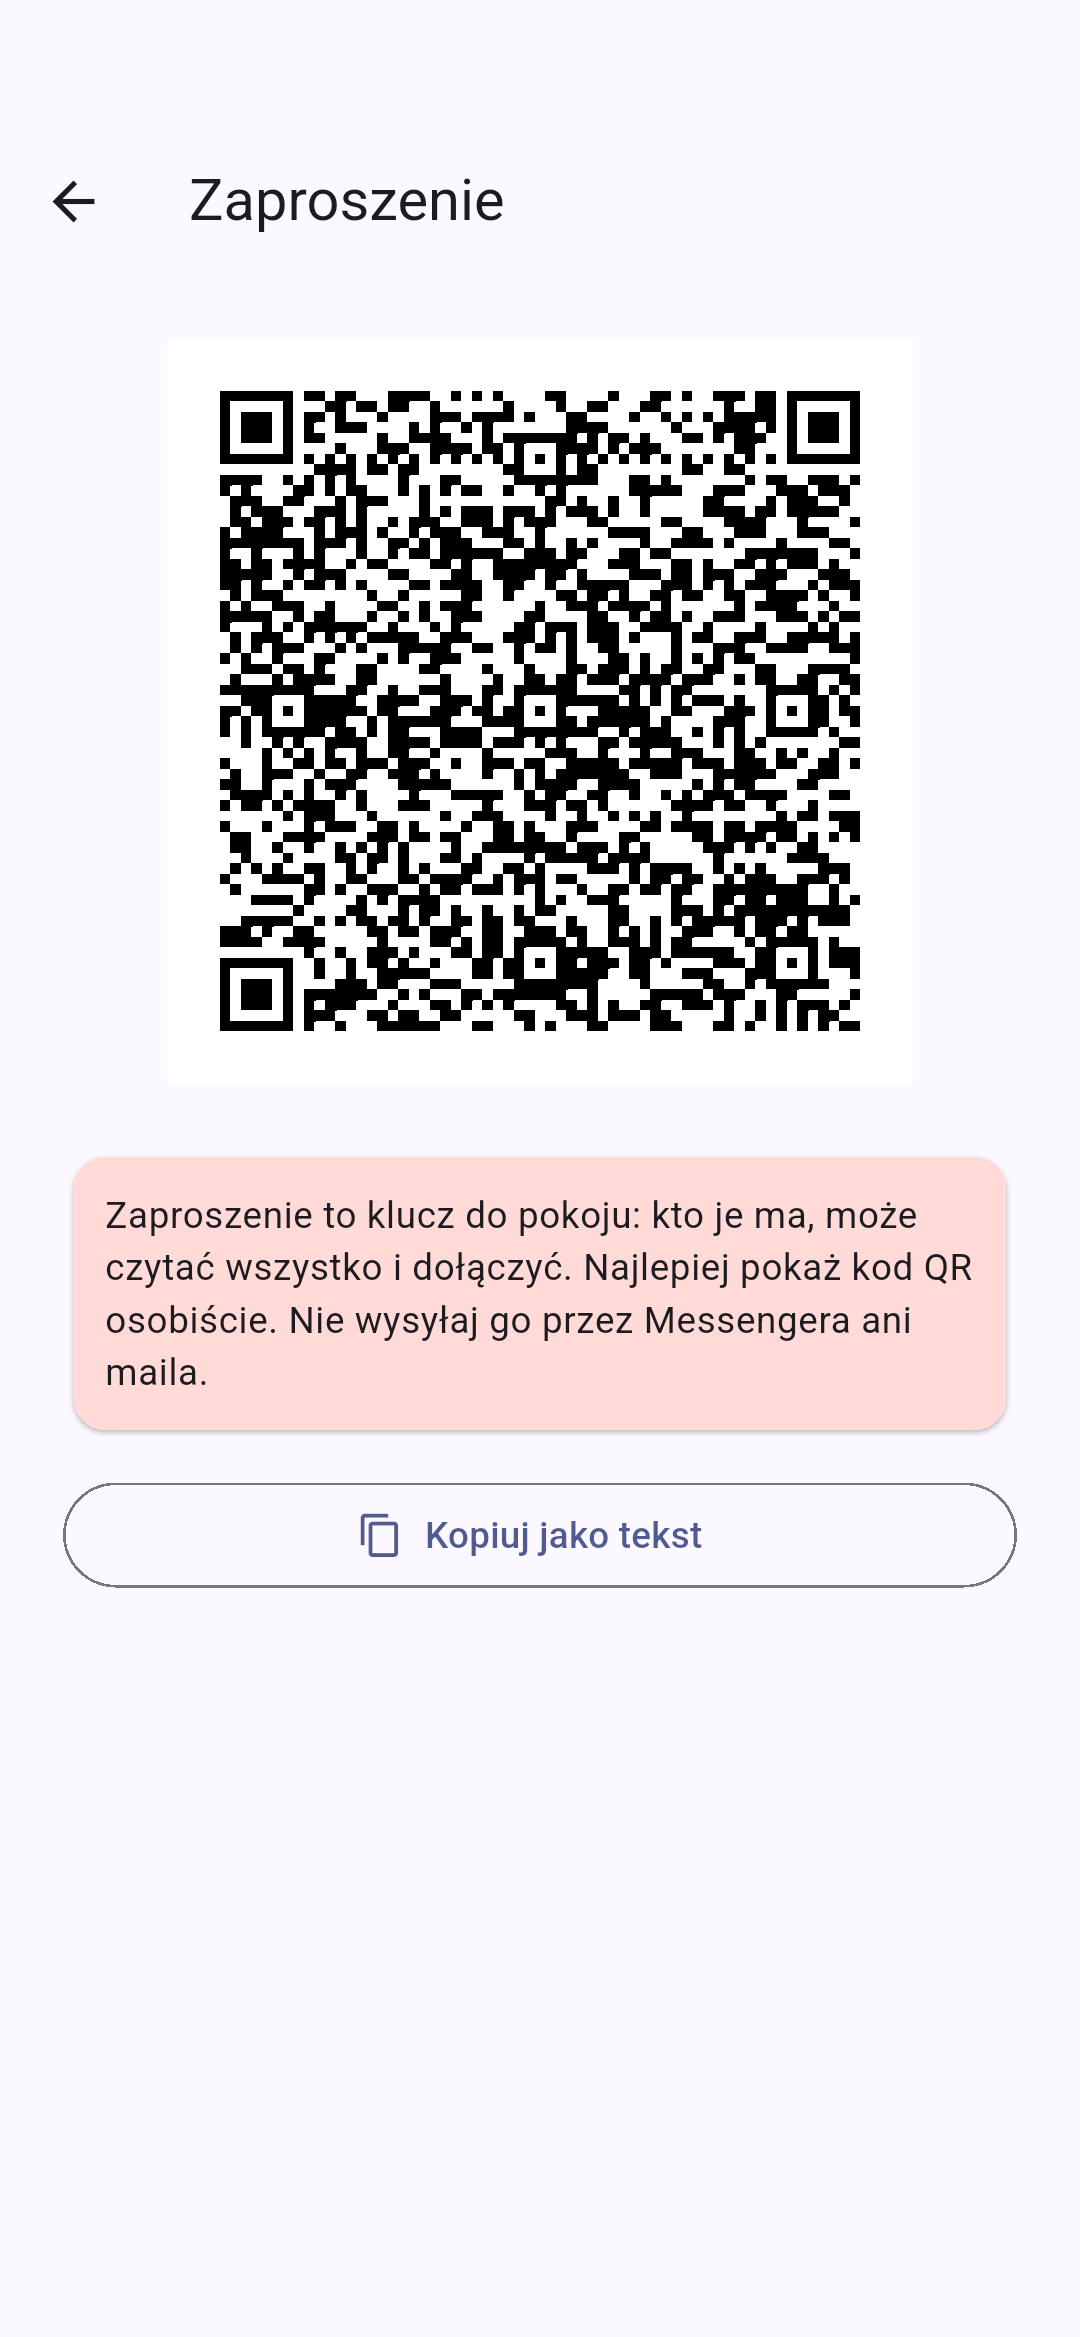 Zaproszenie
Zaproszenie to klucz do pokoju: kto je ma, może
czytać wszystko i dołączyć. Najlepiej pokaż kod QR
osobiście. Nie wysyłaj go przez Messengera ani
maila.
Kopiuj jako tekst